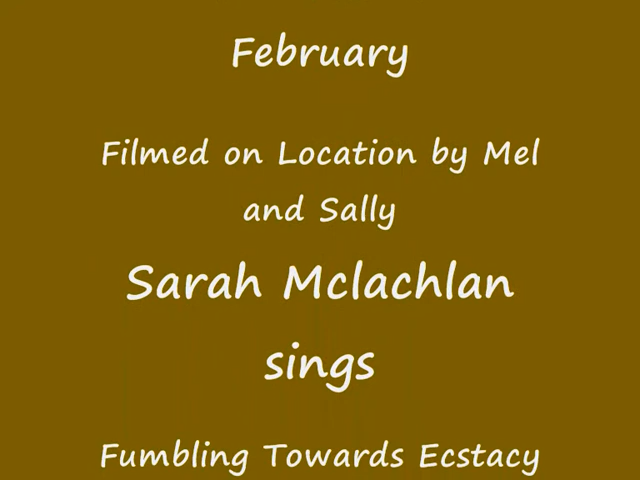 February
Filmed on Location by Mel
and Sally
Sarah Mclachlan
sings
Fumbling Towards Ecstacy